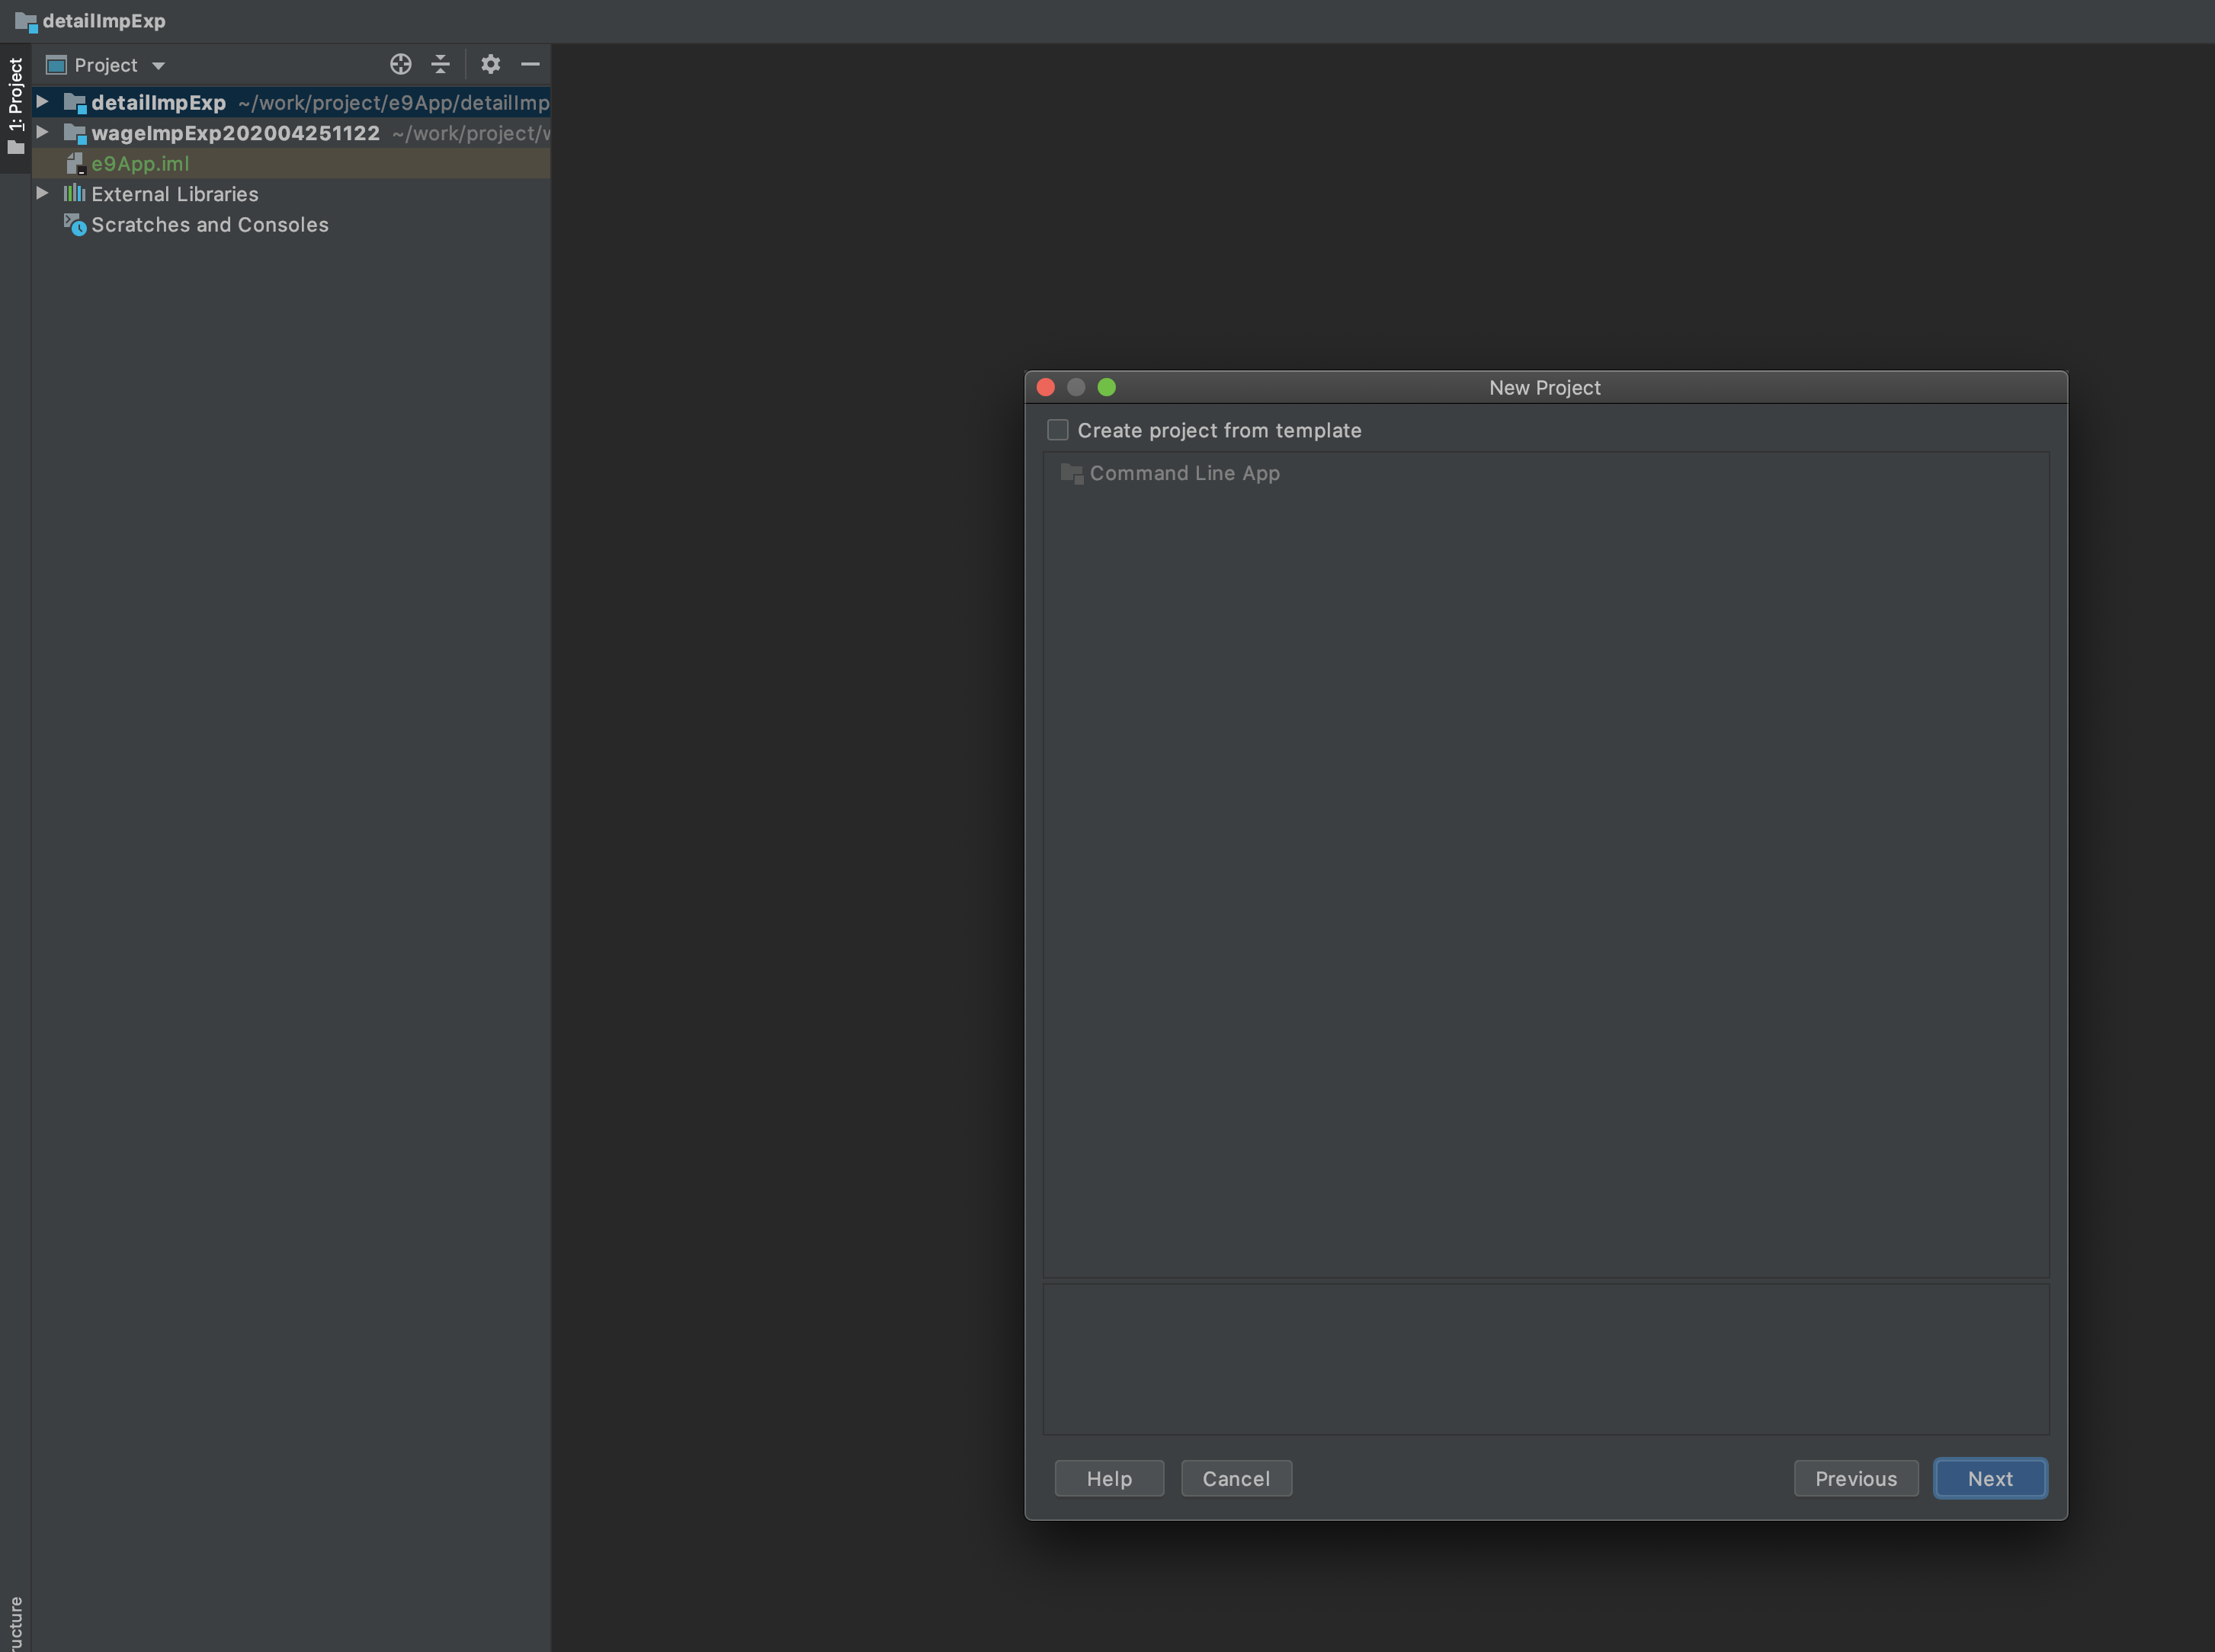 detailImpExp
1: Project
Project
detailImpExp ~/work/project/e9App/detailImp
wageImpExp202004251122 ~/work/project/
e9App.iml
External Libraries
Scratches and Consoles
New Project
Create project from template
Command Line App
Help
Cancel
Previous
Next